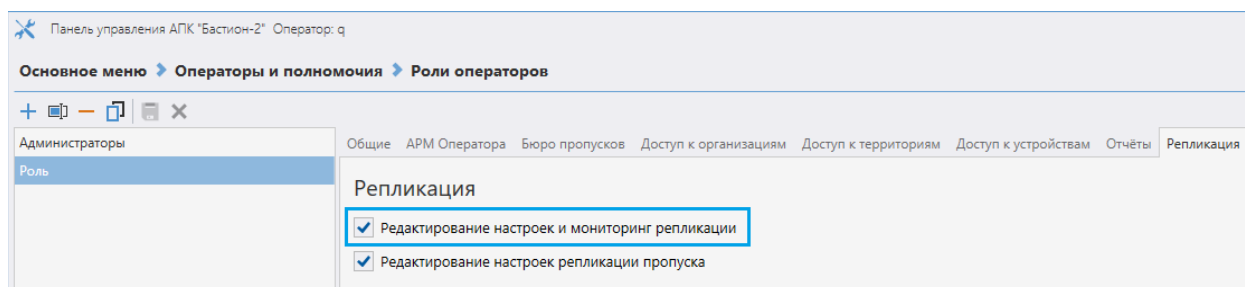 Панель управления АПК "Бастион-2" Оператор: q
Основное меню Операторы и полномочия Роли операторов
Администраторы
Роль
Общие АРМ Оператора Бюро пропусков Доступ к организациям Доступ к территориям Доступ к устройствам Отчёты Репликация
Репликация
Редактирование настроек и мониторинг репликации
Редактирование настроек репликации пропуска